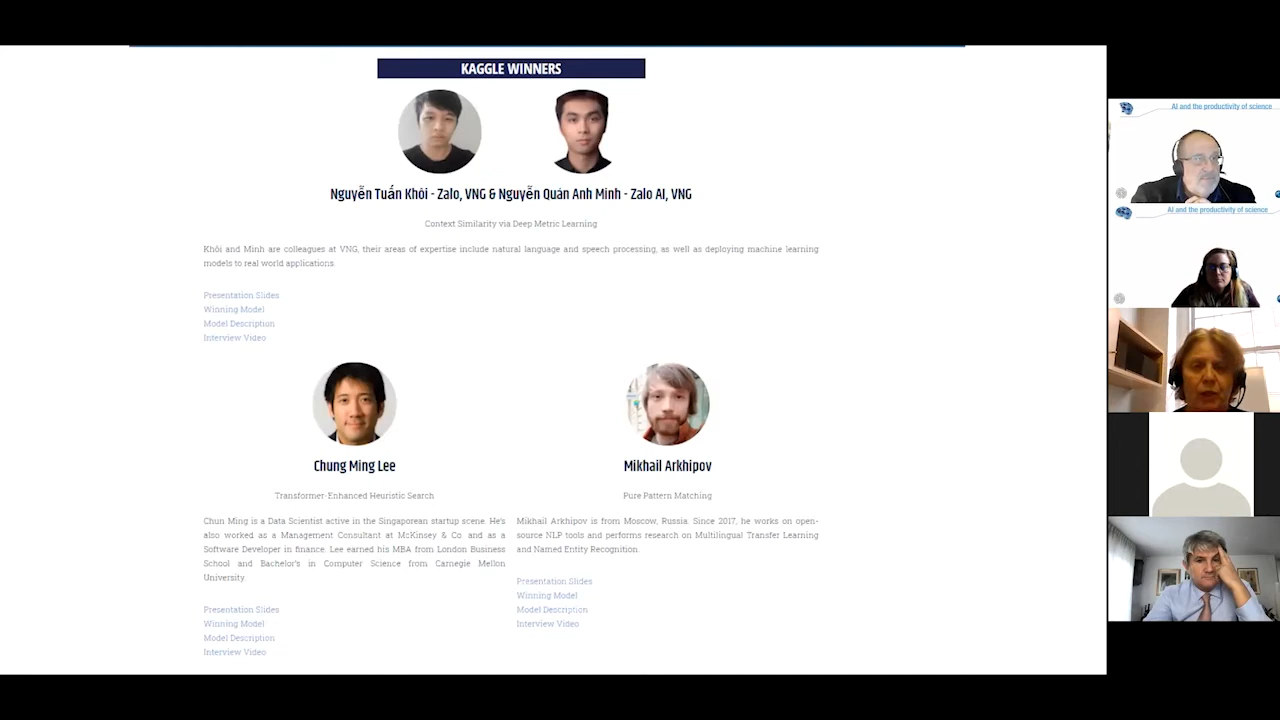 KAGGLE WINNERS
Nguyễn Tuấn Khôi - Zalo, VNG & Nguyễn Quán Anh Minh - Zalo AI, VNG
Context Similarity via Deep Metric Learning
Khôi and Minh are colleagues at VNG, their areas of expertise include natural language and speech processing, as well as deploying machine learning
models to real world applications.
Presentation Slides
Winning Model
Model Description
Interview Video
Chung Ming Lee
Transformer-Enhanced Heuristic Search
Chun Ming is a Data Scientist active in the Singaporean startup scene. He's
also worked as a Management Consultant at McKinsey & Co. and as a
Software Developer in finance. Lee earned his MBA from London Business
School and Bachelor's in Computer Science from Carnegie Mellon
University.
Presentation Slides
Winning Model
Model Description
Interview Video
Mikhail Arkhipov
Pure Pattern Matching
Mikhail Arkhipov is from Moscow, Russia. Since 2017, he works on open-
source NLP tools and performs research on Multilingual Transfer Learning
and Named Entity Recognition.
Presentation Slides
Winning Model
Model Description
Interview Video
AI and the productivity of science
AI and the productivity of science